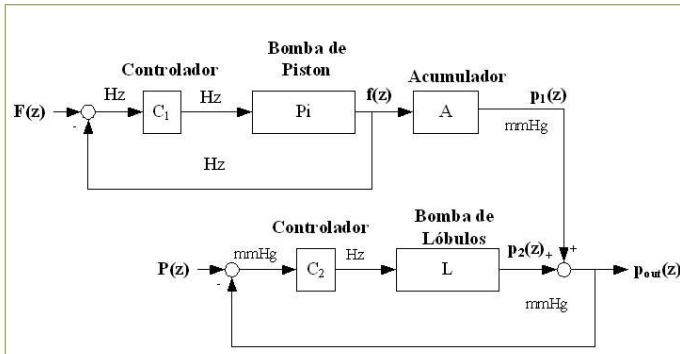 Bomba de
Piston
Controlador
Acumulador
Hz
Hz
f(z)
p₁(z)
F(z)
-
C₁
Pi
A
mmHg
Hz
Bomba de
Lóbulos
Controlador
mmHg
Hz
p₂(z)
+
+
P(z)
-
C₂
L
pₒᵤₜ(z)
mmHg